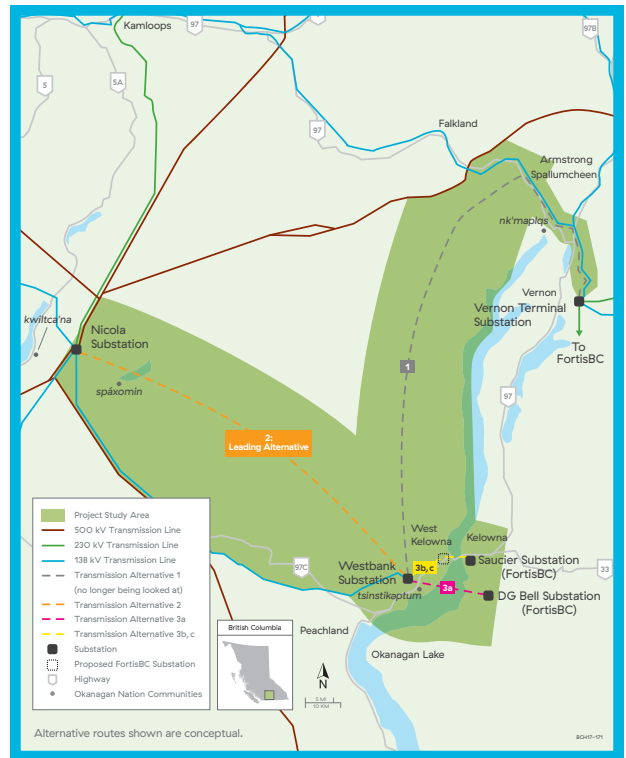 Kamloops
97
97B
5
5A
97
Falkland
Armstrong
Spallumcheen
nk'maplqs
Vernon
Vernon Terminal
Substation
To
FortisBC
kwiltca'na
Nicola
Substation
spáxomin
1
97
2:
Leading Alternative
West
Kelowna
Kelowna
Saucier Substation
(FortisBC)
33
97C
Westbank
Substation
3b,c
tsinstikaptum
3a
DG Bell Substation
(FortisBC)
Peachland
Okanagan Lake
Project Study Area
500 kV Transmission Line
230 kV Transmission Line
138 kV Transmission Line
Transmission Alternative 1
(no longer being looked at)
Transmission Alternative 2
Transmission Alternative 3a
Transmission Alternative 3b, c
Substation
Proposed FortisBC Substation
Highway
Okanagan Nation Communities
British Columbia
N
5 MI
10 KM
Alternative routes shown are conceptual.
BCH17-171